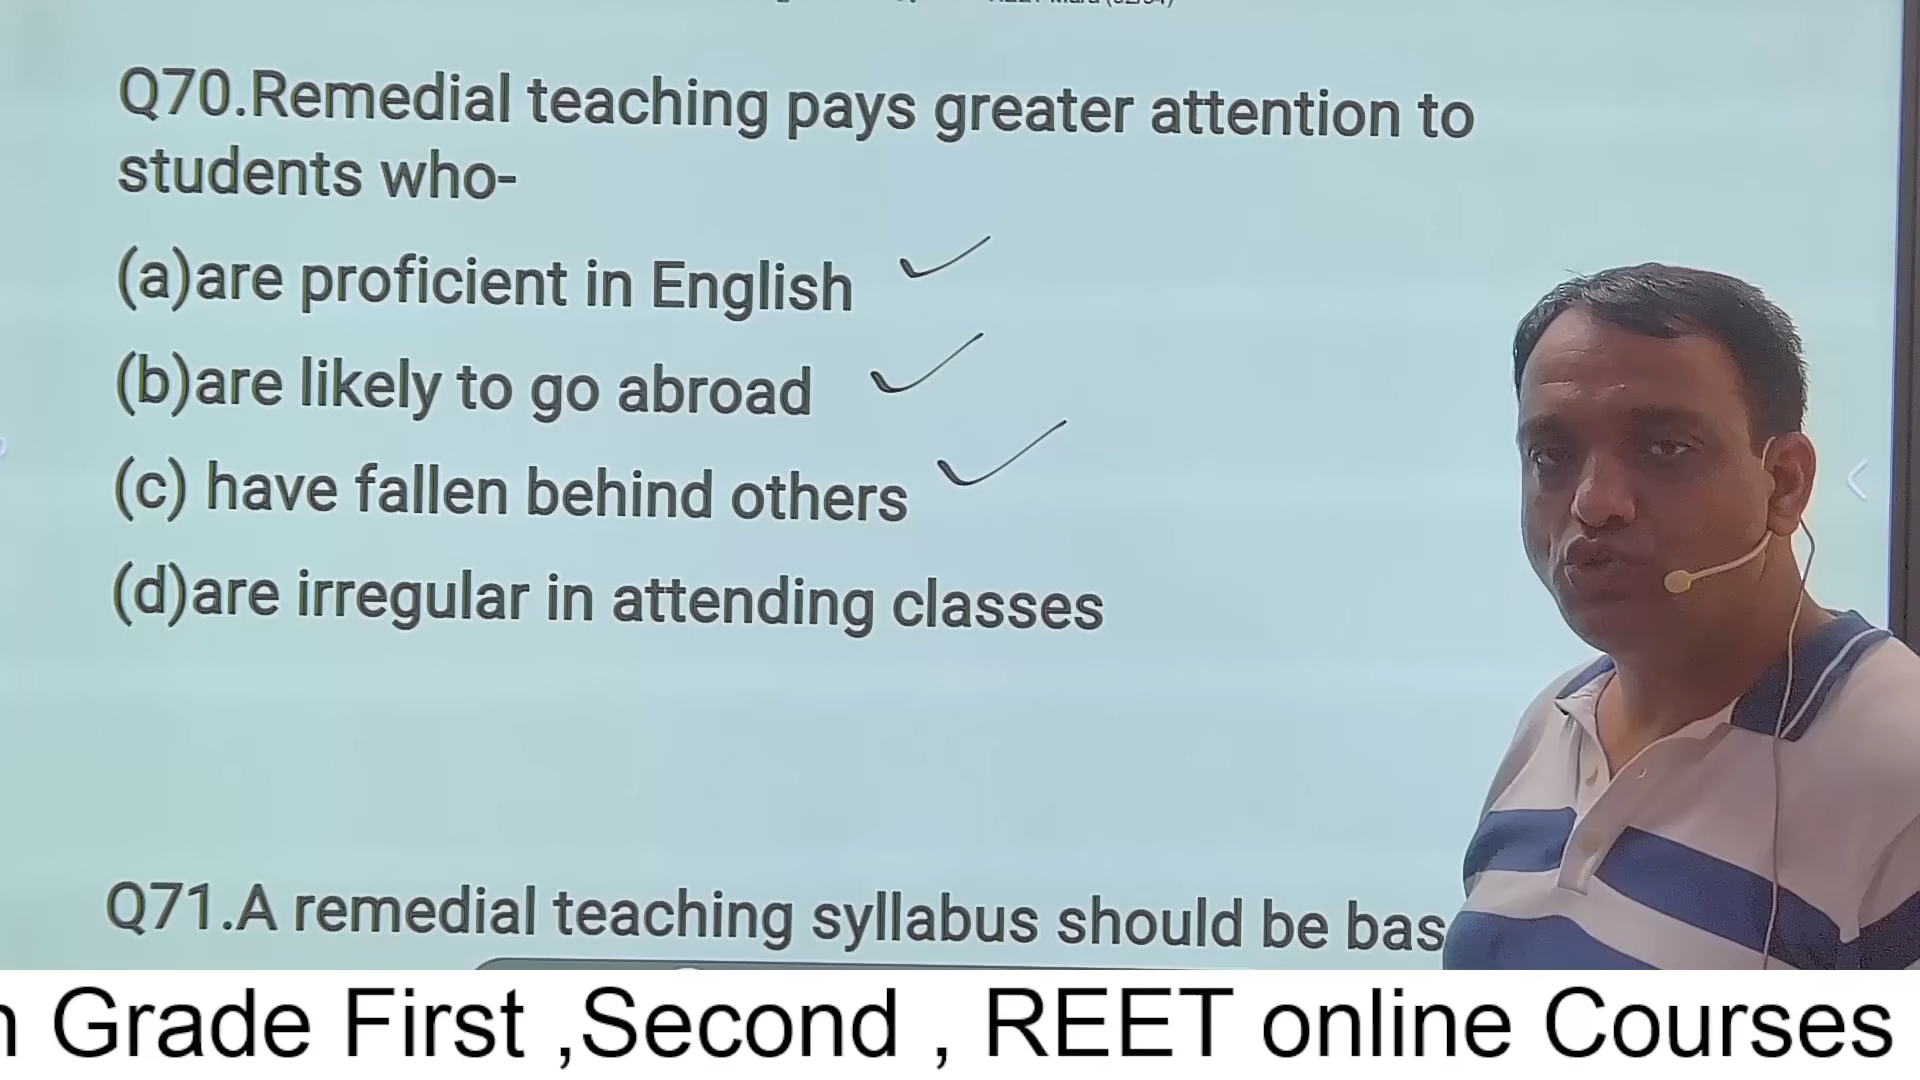 Q70.Remedial teaching pays greater attention to
students who-
(a)are proficient in English
(b)are likely to go abroad
(c) have fallen behind others
(d)are irregular in attending classes
Q71.A remedial teaching syllabus should be bas
Grade First ,Second , REET online Courses